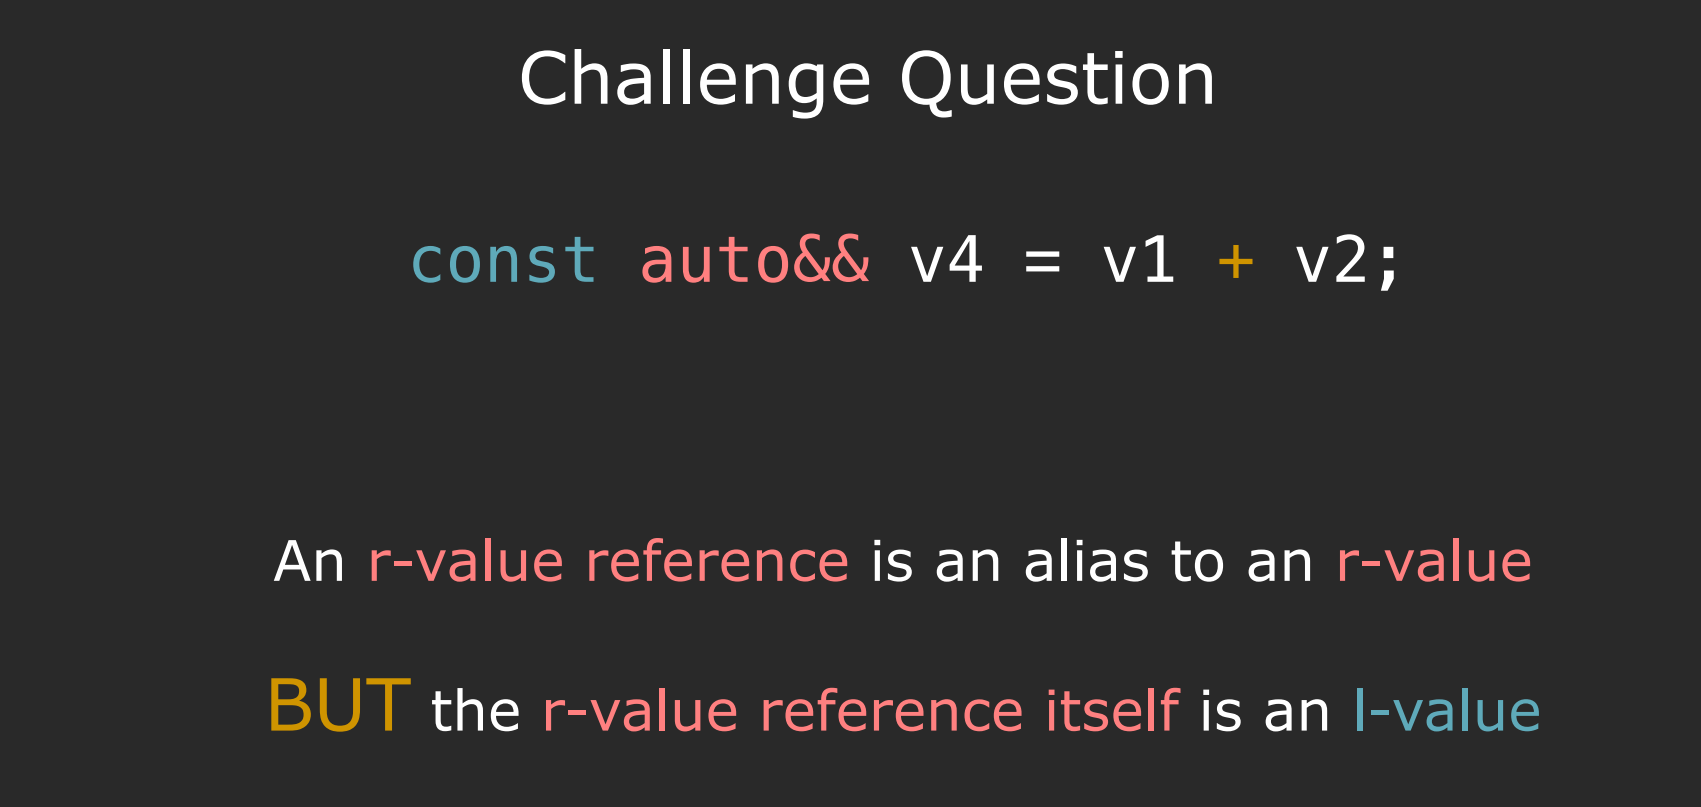 Challenge Question
const auto&& v4 = v1 + v2;
An r-value reference is an alias to an r-value
BUT the r-value reference itself is an l-value